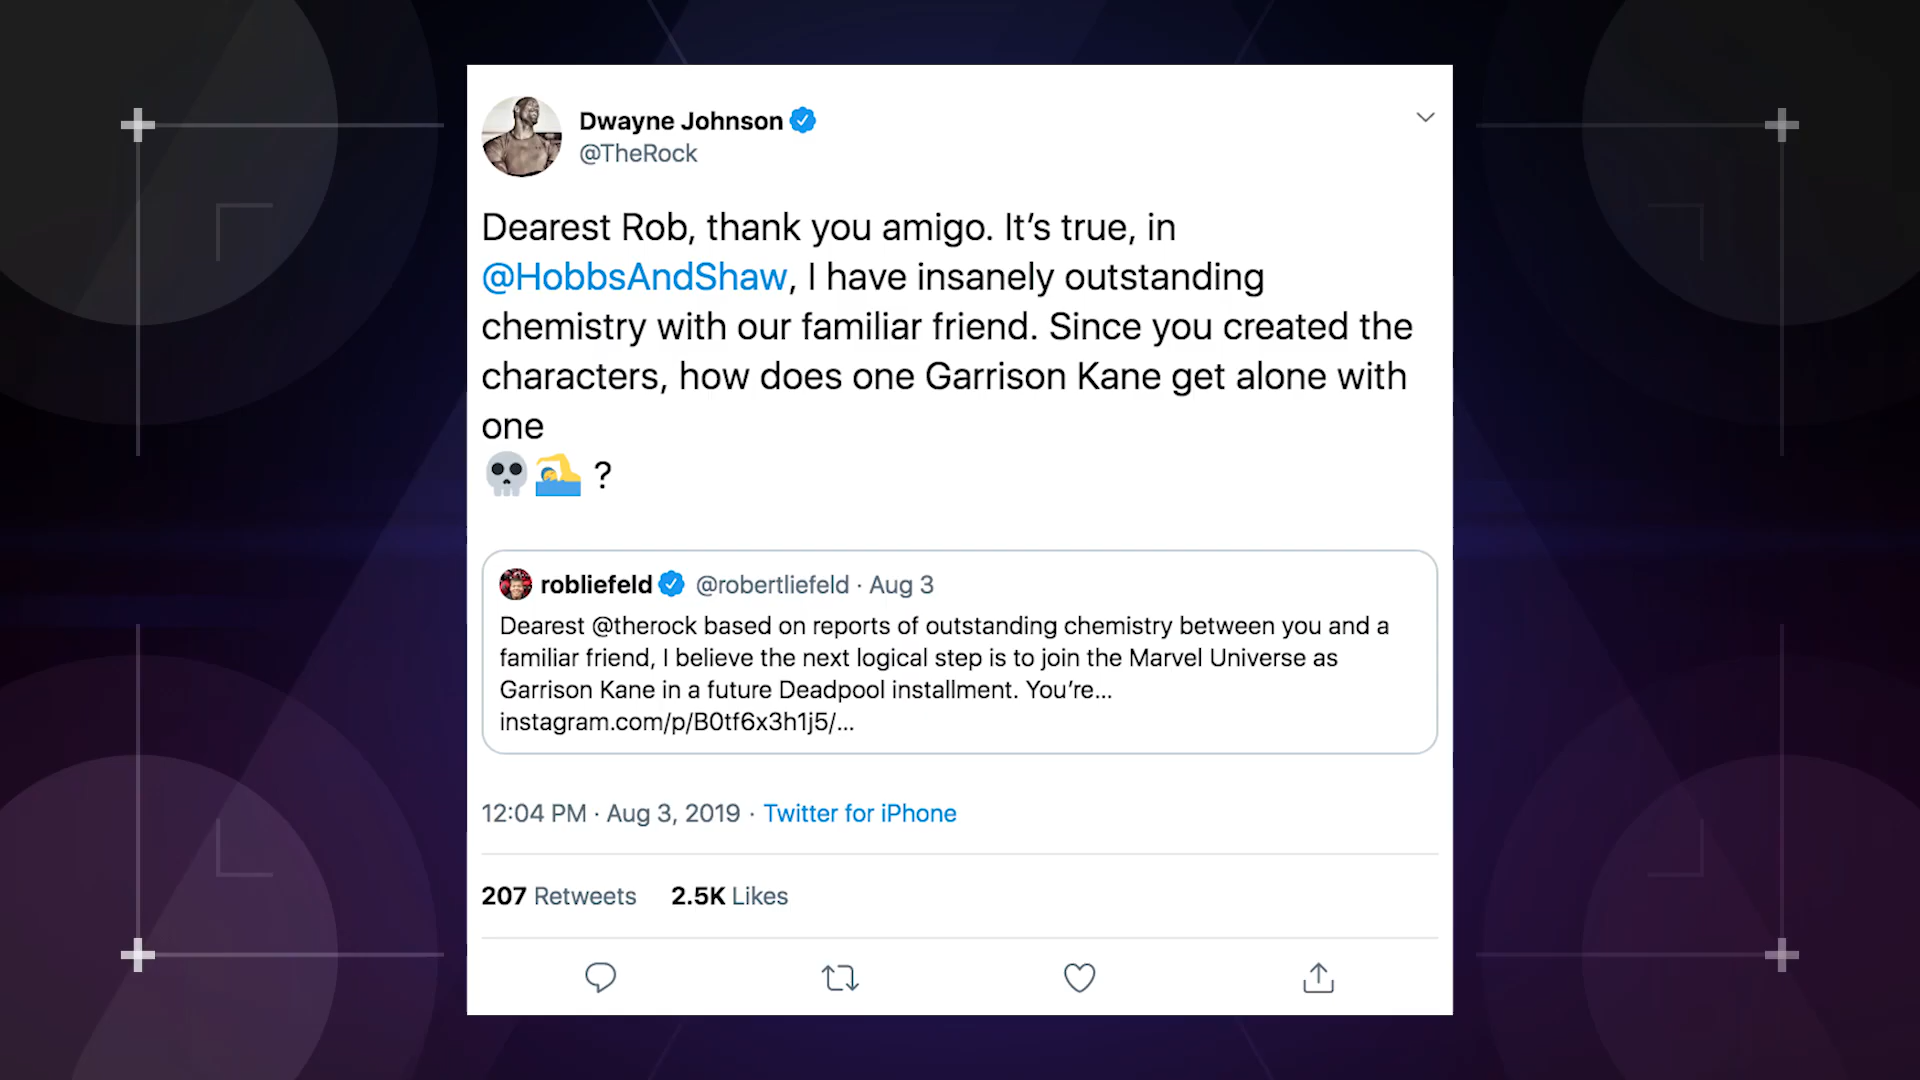 Dwayne Johnson
@TheRock
Dearest Rob, thank you amigo. It’s true, in
@HobbsAndShaw, I have insanely outstanding
chemistry with our familiar friend. Since you created the
characters, how does one Garrison Kane get alone with
one
💀🏊 ?
robliefeld @robertliefeld · Aug 3
Dearest @therock based on reports of outstanding chemistry between you and a
familiar friend, I believe the next logical step is to join the Marvel Universe as
Garrison Kane in a future Deadpool installment. You’re...
instagram.com/p/B0tf6x3h1j5/...
12:04 PM · Aug 3, 2019 · Twitter for iPhone
207 Retweets 2.5K Likes